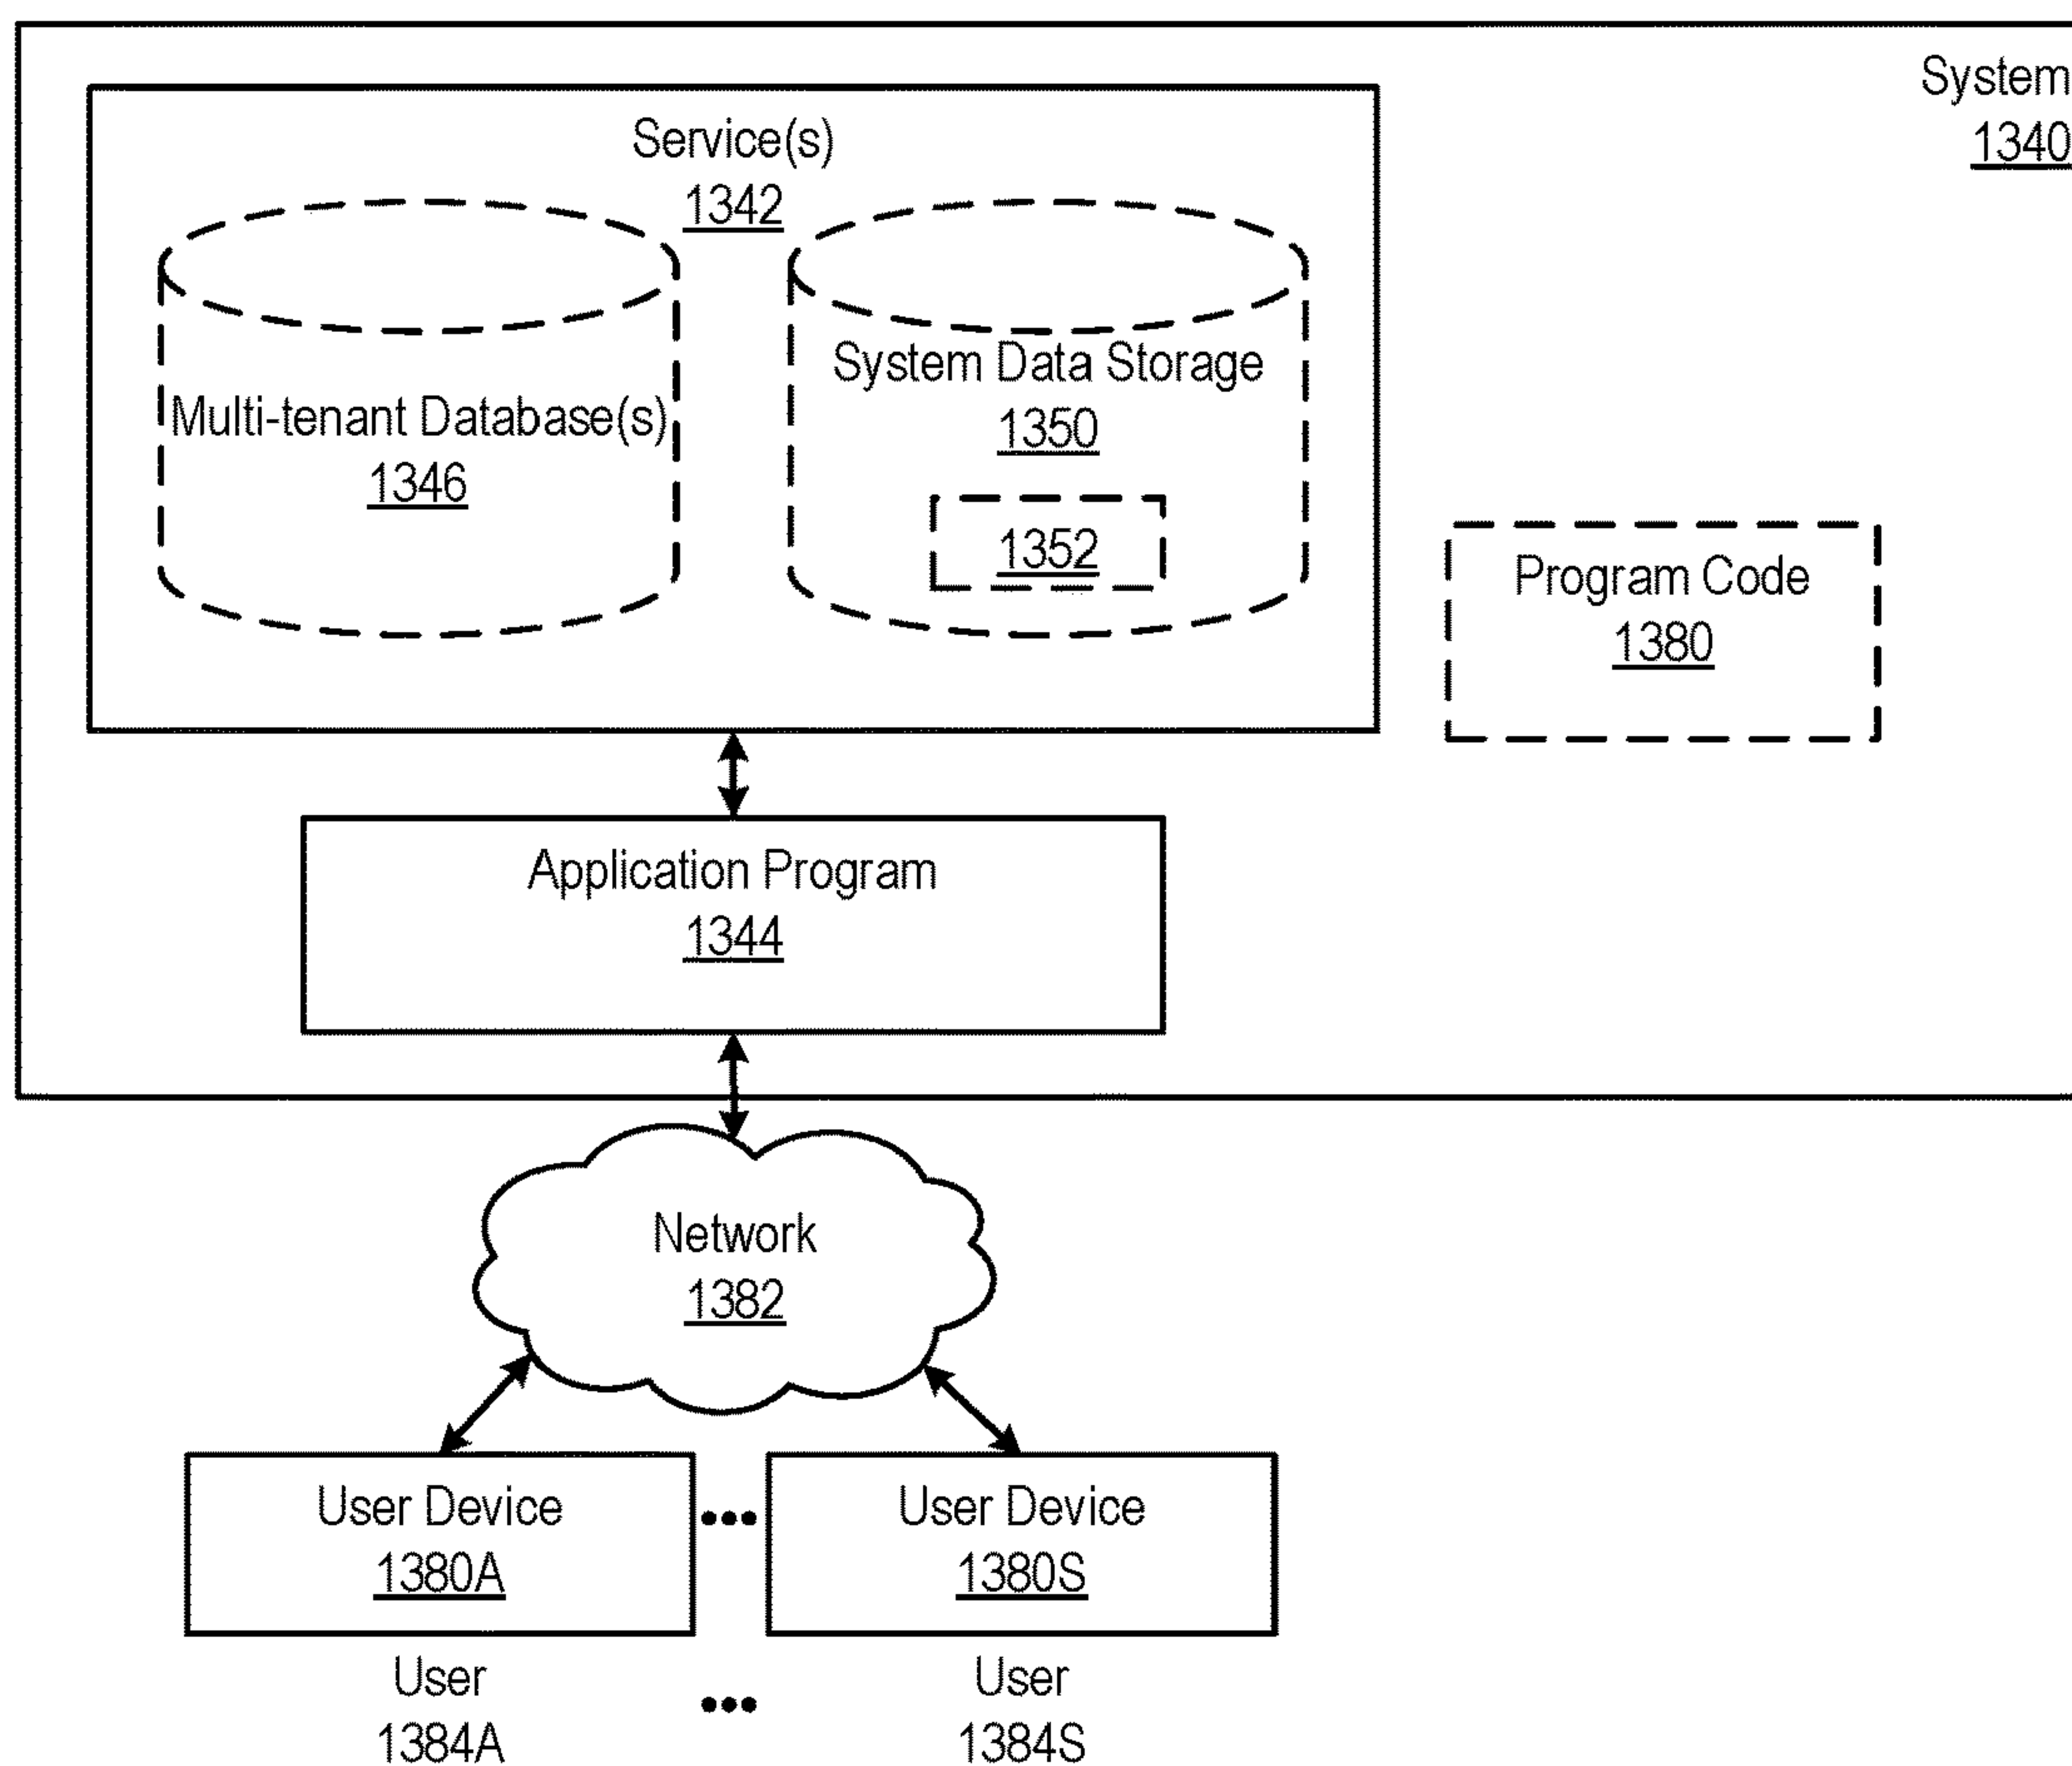 System
1340
Service(s)
1342
Multi-tenant Database(s)
1346
System Data Storage
1350
1352
Program Code
1380
Application Program
1344
Network
1382
User Device
1380A
•••
User Device
1380S
User
1384A
•••
User
1384S